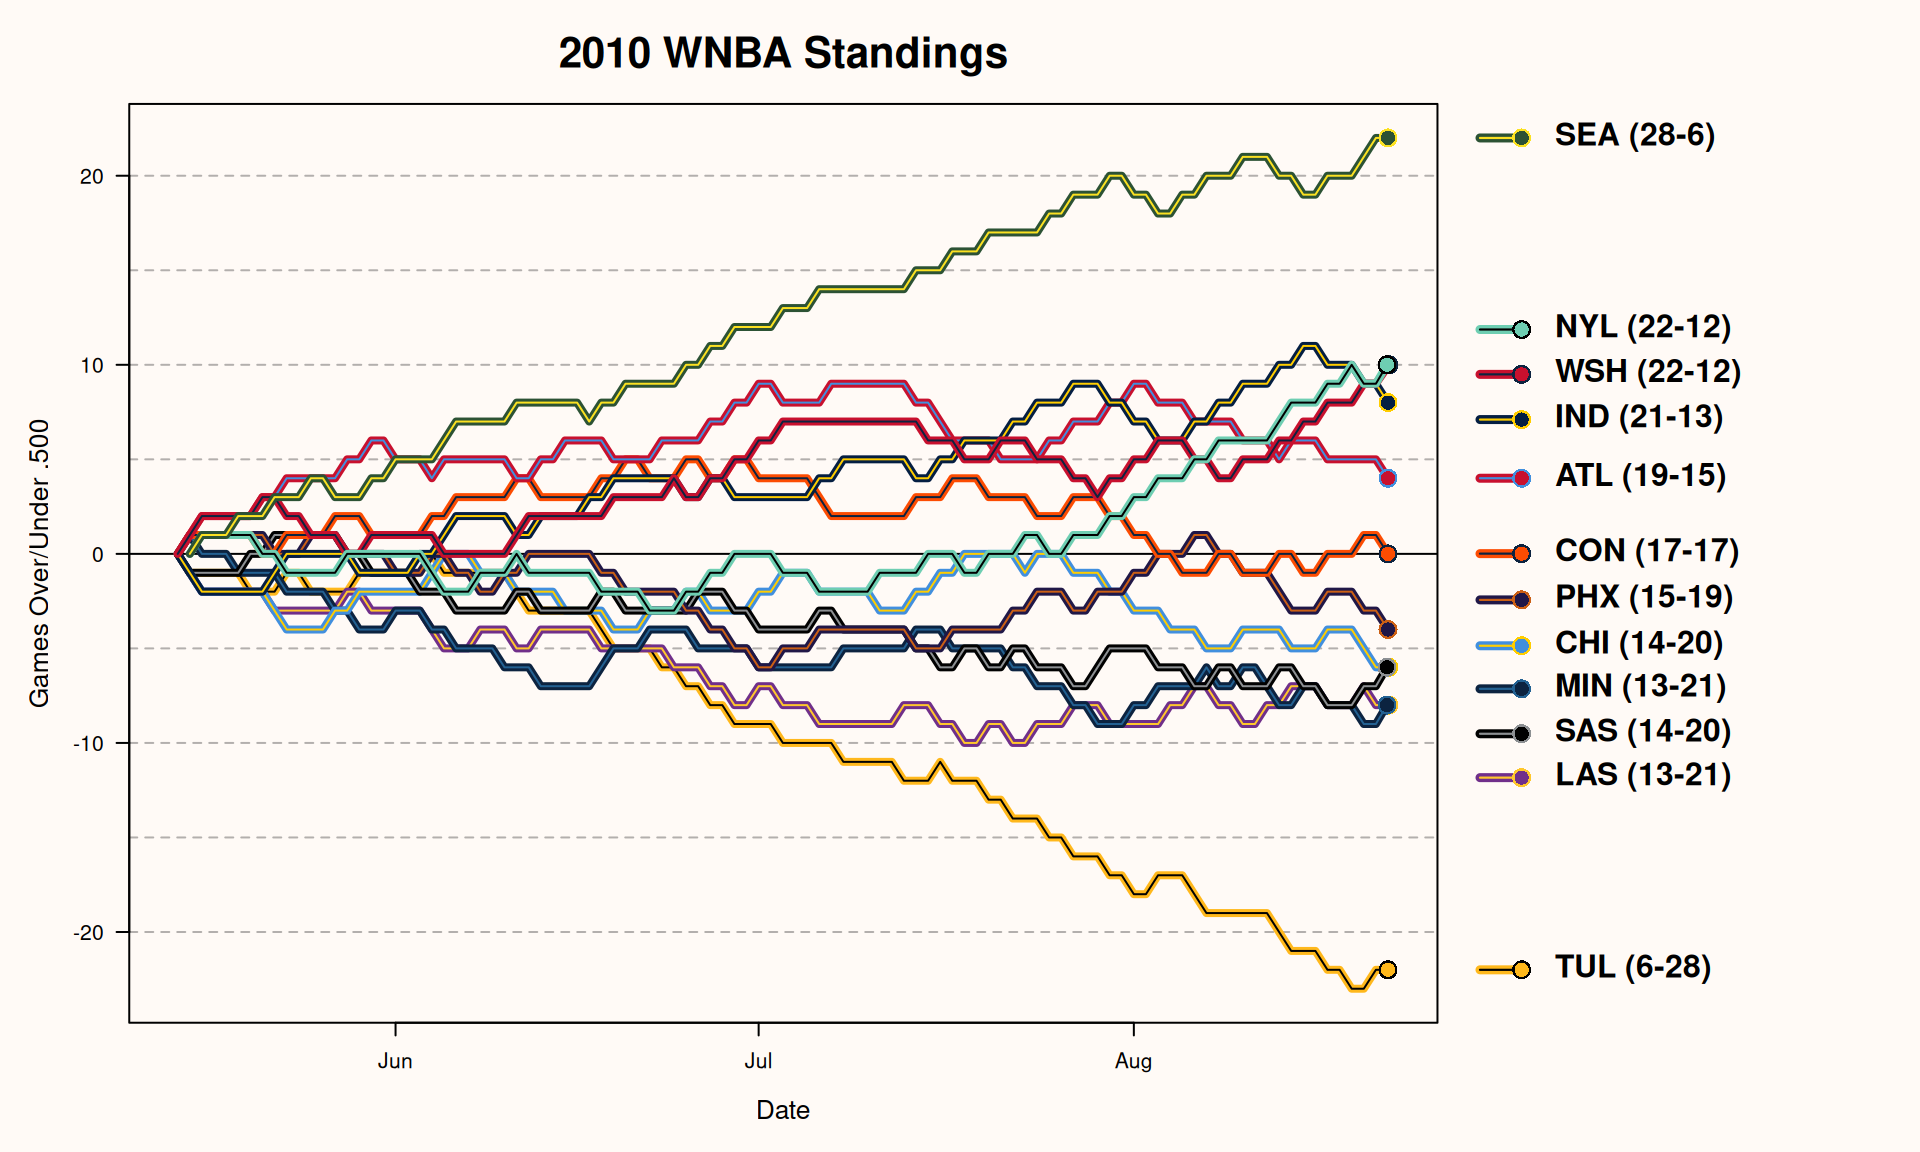 2010 WNBA Standings
Games Over/Under .500
20
10
0
-10
-20
Jun
Jul
Aug
Date
SEA (28-6)
NYL (22-12)
WSH (22-12)
IND (21-13)
ATL (19-15)
CON (17-17)
PHX (15-19)
CHI (14-20)
MIN (13-21)
SAS (14-20)
LAS (13-21)
TUL (6-28)